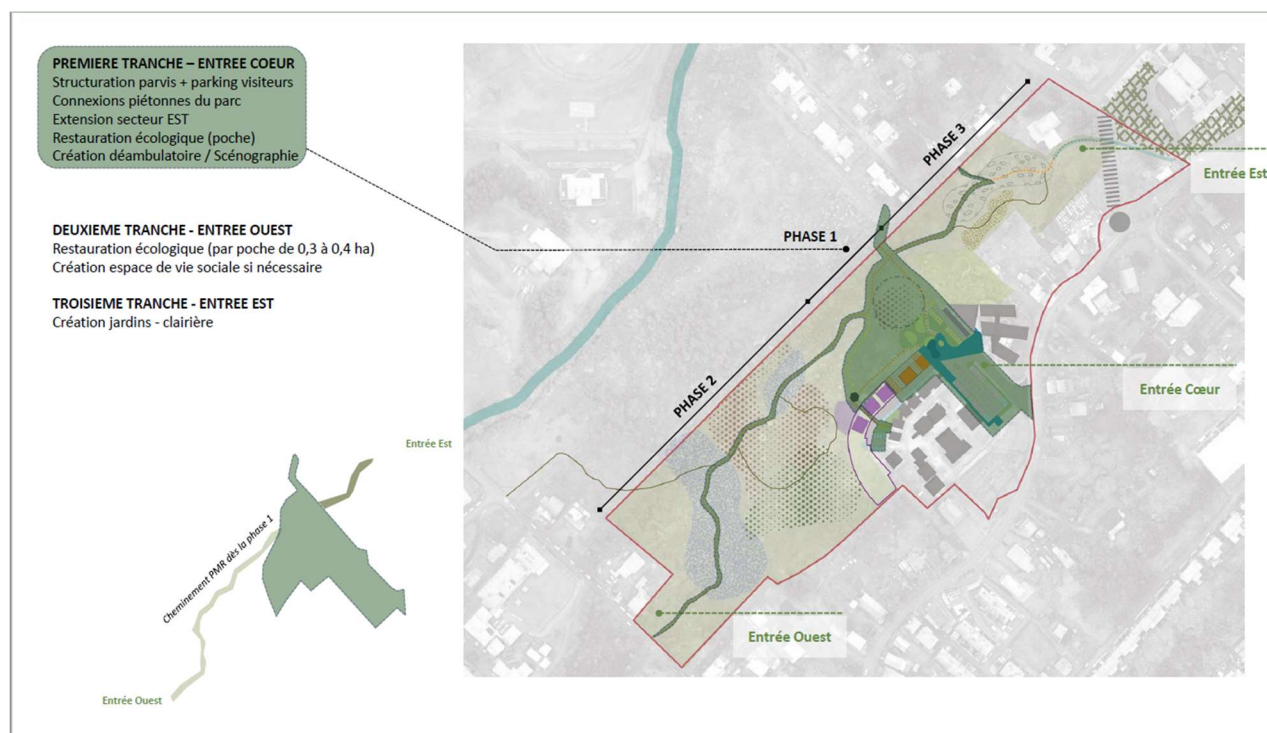 PREMIERE TRANCHE – ENTREE COEUR
Structuration parvis + parking visiteurs
Connexions piétonnes du parc
Extension secteur EST
Restauration écologique (poche)
Création déambulatoire / Scénographie
DEUXIEME TRANCHE - ENTREE OUEST
Restauration écologique (par poche de 0,3 à 0,4 ha)
Création espace de vie sociale si nécessaire
TROISIEME TRANCHE - ENTREE EST
Création jardins - clairière
Entrée Est
Cheminement PMR dès la phase 1
Entrée Ouest
PHASE 3
PHASE 1
PHASE 2
Entrée Est
Entrée Cœur
Entrée Ouest